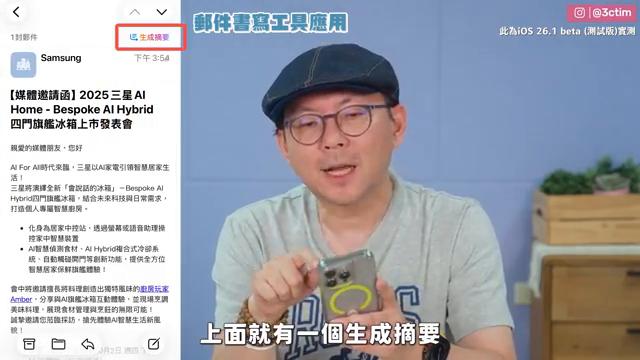 郵件書寫工具應用
@3ctim
此為iOS 26.1 beta (測試版)實測
1封郵件
生成摘要
Samsung
下午 3:54
【媒體邀請函】2025三星AI
Home - Bespoke AI Hybrid
四門旗艦冰箱上市發表會
親愛的媒體朋友，您好
AI For All時代來臨，三星以AI家電引領智慧居家生
活！
三星將演繹全新「會說話的冰箱」－Bespoke AI
Hybrid四門旗艦冰箱，結合未來科技與日常需求，
打造個人專屬智慧廚房。
• 化身為居家中控站，透過螢幕或語音助理操
控家中智慧裝置
• AI智慧偵測食材、AI Hybrid複合式冷卻系
統、自動觸碰開門等創新功能，提供全方位
智慧居家保鮮旗艦體驗！
會中將邀請擅長將料理創造出獨特風味的廚房玩家
Amber，分享與AI旗艦冰箱互動體驗，並現場烹調
美味料理，展現食材管理與烹飪的無限可能！
誠摯邀請您蒞臨採訪，搶先體驗AI智慧生活新風
貌！
上面就有一個生成摘要